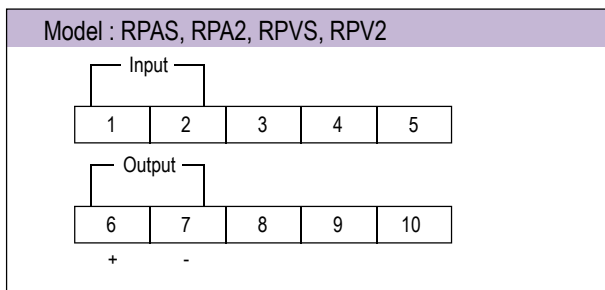 Model : RPAS, RPA2, RPVS, RPV2
Input
1 2 3 4 5
Output
6 7 8 9 10
+ -